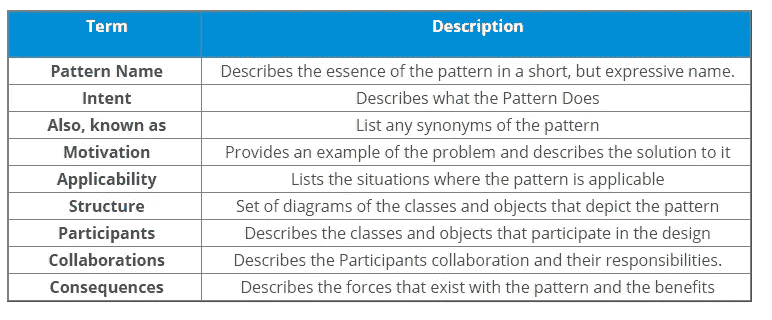 Term Description
Pattern Name Describes the essence of the pattern in a short, but expressive name.
Intent Describes what the Pattern Does
Also, known as List any synonyms of the pattern
Motivation Provides an example of the problem and describes the solution to it
Applicability Lists the situations where the pattern is applicable
Structure Set of diagrams of the classes and objects that depict the pattern
Participants Describes the classes and objects that participate in the design
Collaborations Describes the Participants collaboration and their responsibilities.
Consequences Describes the forces that exist with the pattern and the benefits